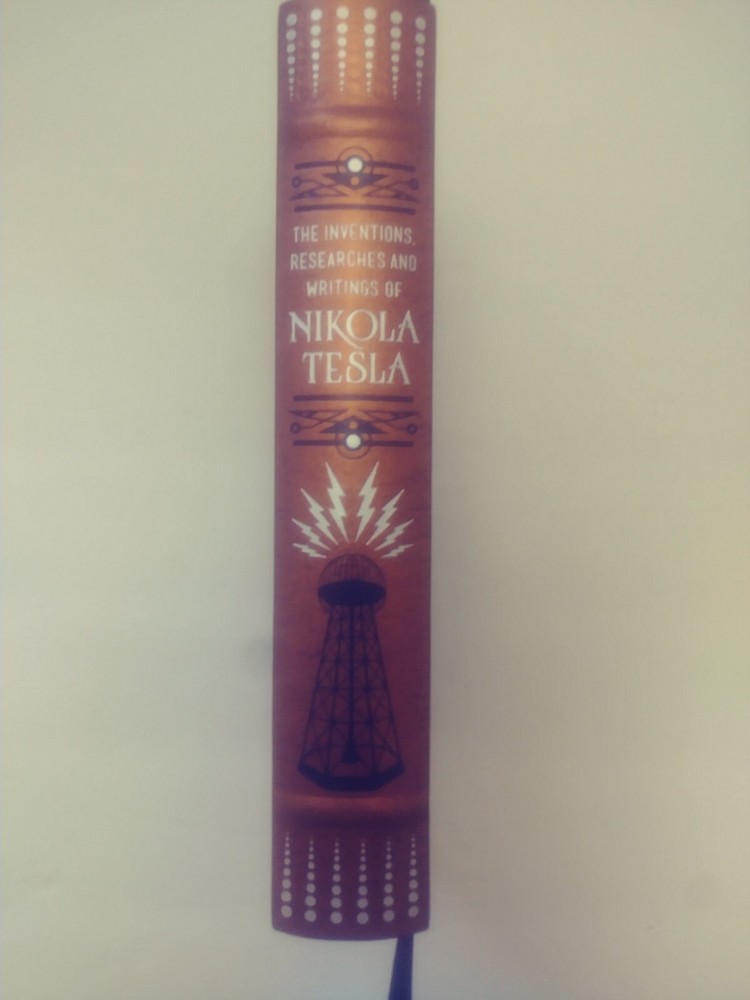 THE INVENTIONS,
RESEARCHES AND
WRITINGS OF
NIKOLA
TESLA